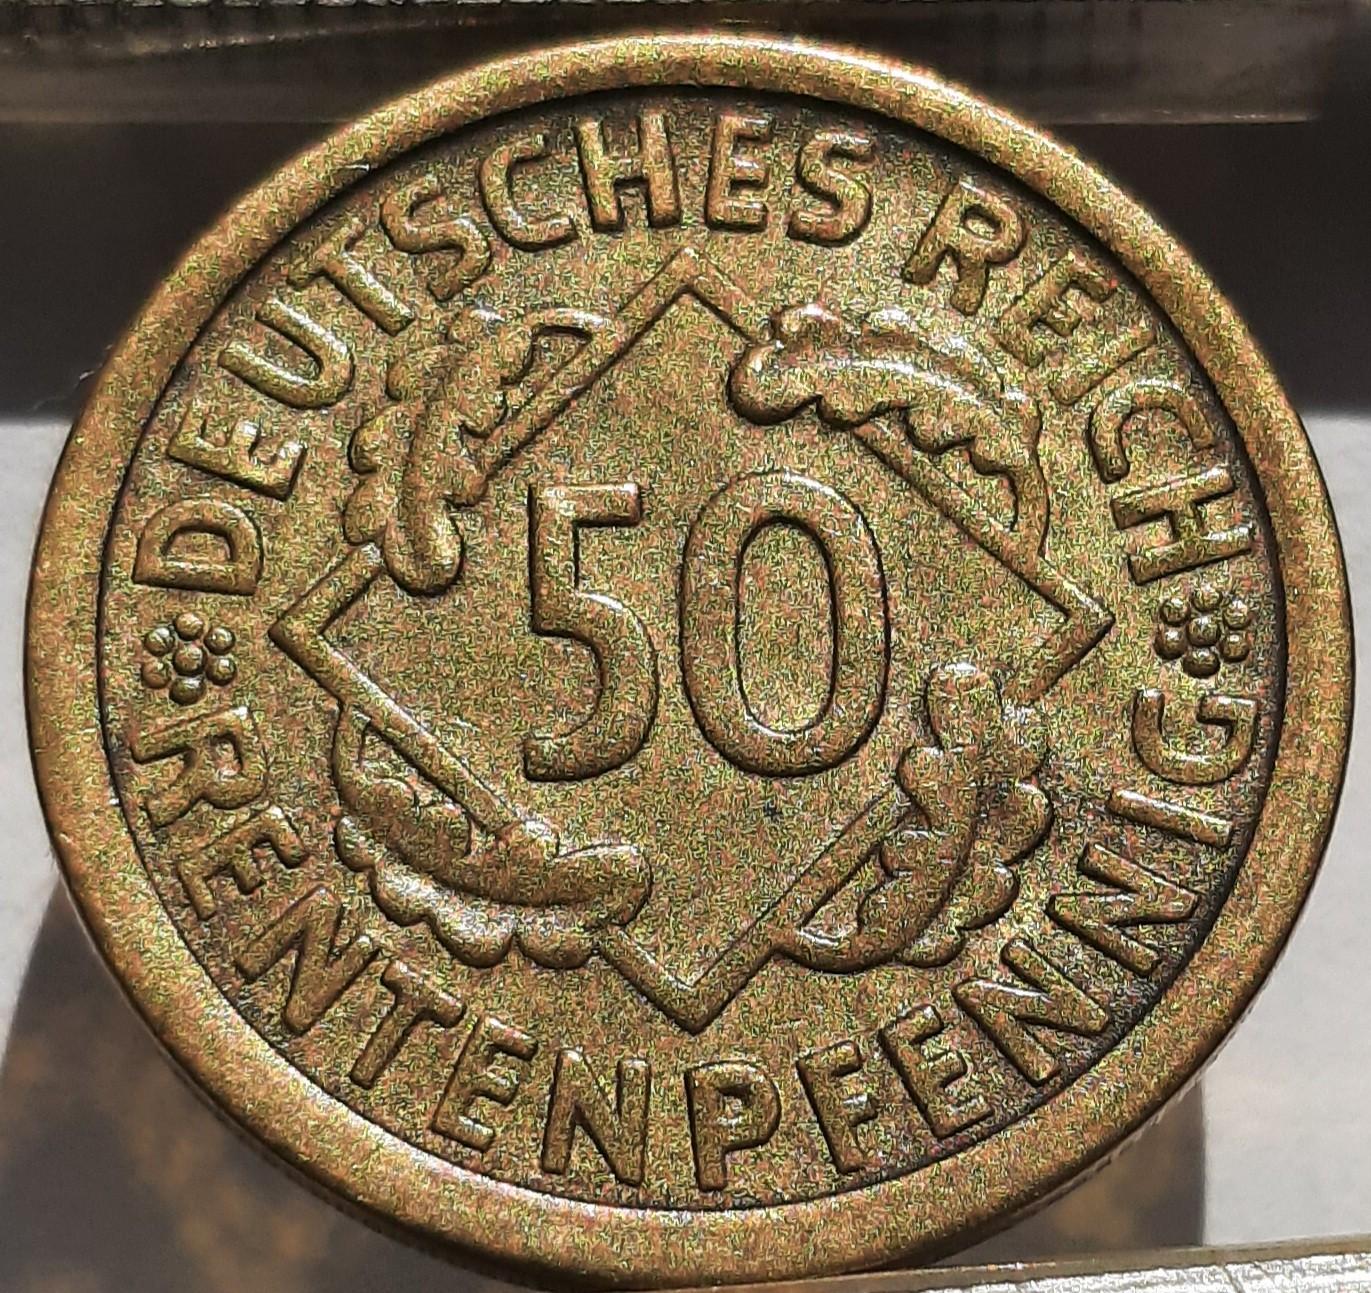 DEUTSCHES REICH
50
RENTENPFENNIG